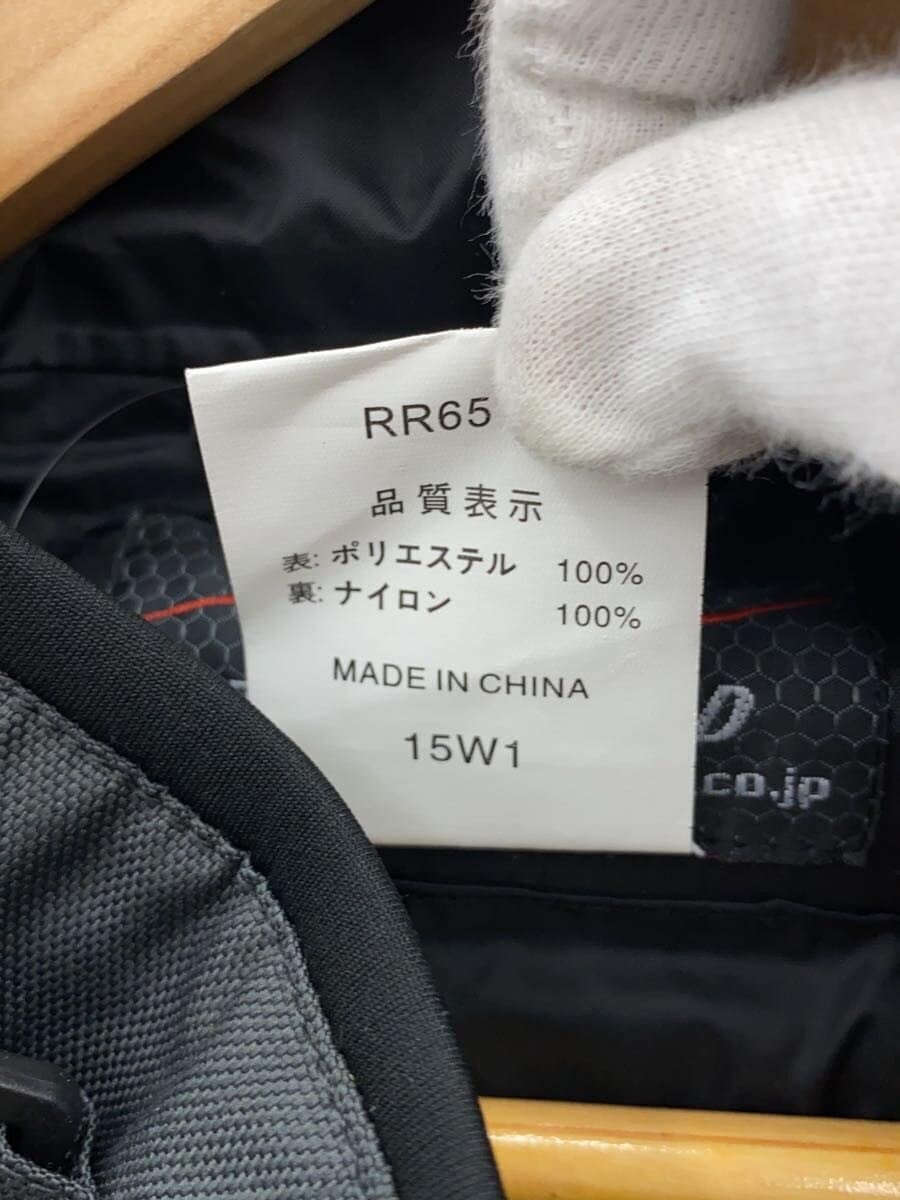 RR65
品質表示
表: ポリエステル 100%
裏: ナイロン 100%
MADE IN CHINA
15W1
co.jp